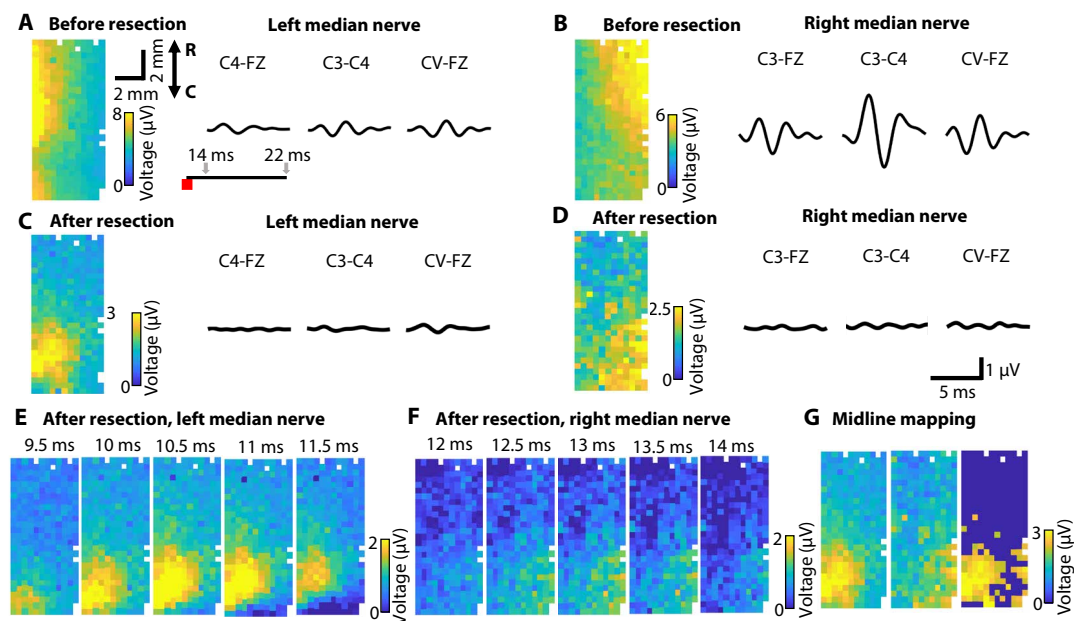 A Before resection
Left median nerve
R
C
2 mm
2 mm
8
0
Voltage (µV)
C4-FZ C3-C4 CV-FZ
14 ms 22 ms
B Before resection
Right median nerve
6
0
Voltage (µV)
C3-FZ C3-C4 CV-FZ
C After resection
Left median nerve
3
0
Voltage (µV)
C4-FZ C3-C4 CV-FZ
D After resection
Right median nerve
2.5
0
Voltage (µV)
C3-FZ C3-C4 CV-FZ
1 µV
5 ms
E After resection, left median nerve
9.5 ms 10 ms 10.5 ms 11 ms 11.5 ms
2
0
Voltage (µV)
F After resection, right median nerve
12 ms 12.5 ms 13 ms 13.5 ms 14 ms
2
0
Voltage (µV)
G Midline mapping
3
0
Voltage (µV)